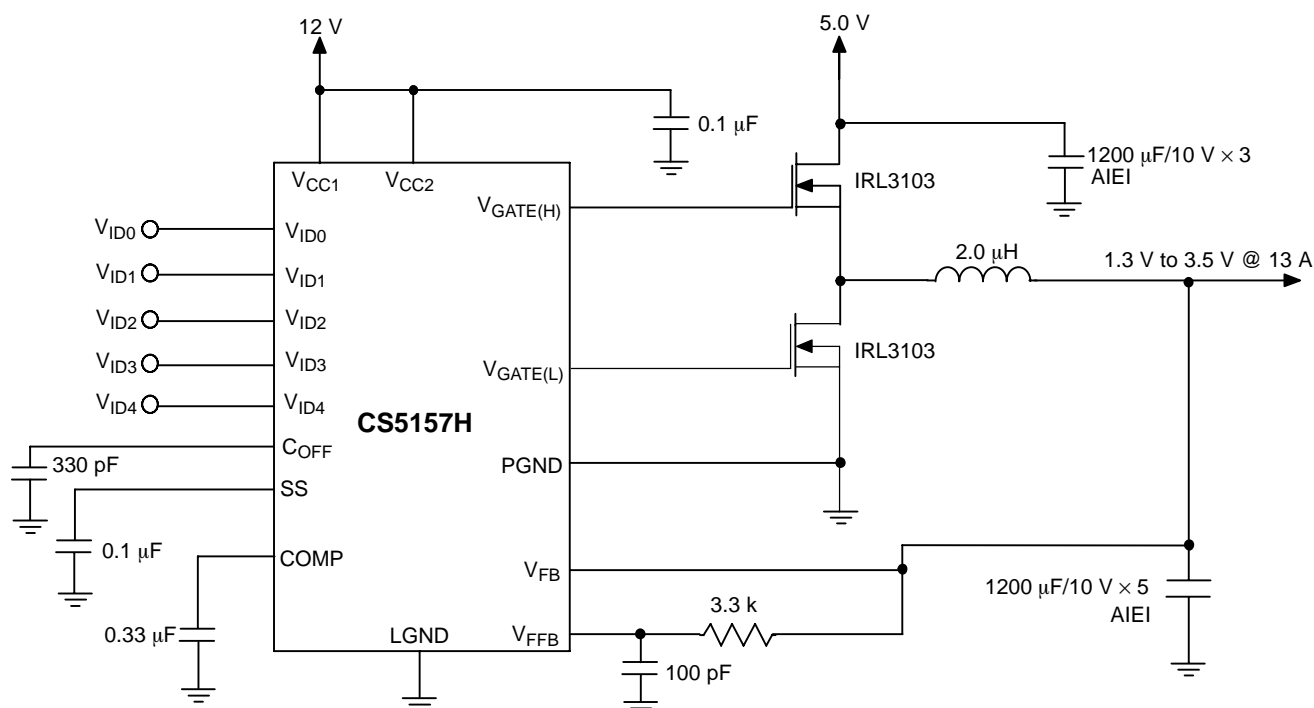 12 V
5.0 V
0.1 μF
1200 μF/10 V × 3
AIEI
VCC1
VCC2
IRL3103
VGATE(H)
VID0
VID0
2.0 μH
1.3 V to 3.5 V @ 13 A
VID1
VID1
VID2
VID2
IRL3103
VID3
VID3
VGATE(L)
VID4
VID4
CS5157H
COFF
330 pF
PGND
SS
0.1 μF
COMP
VFB
1200 μF/10 V × 5
AIEI
3.3 k
0.33 μF
LGND
VFFB
100 pF